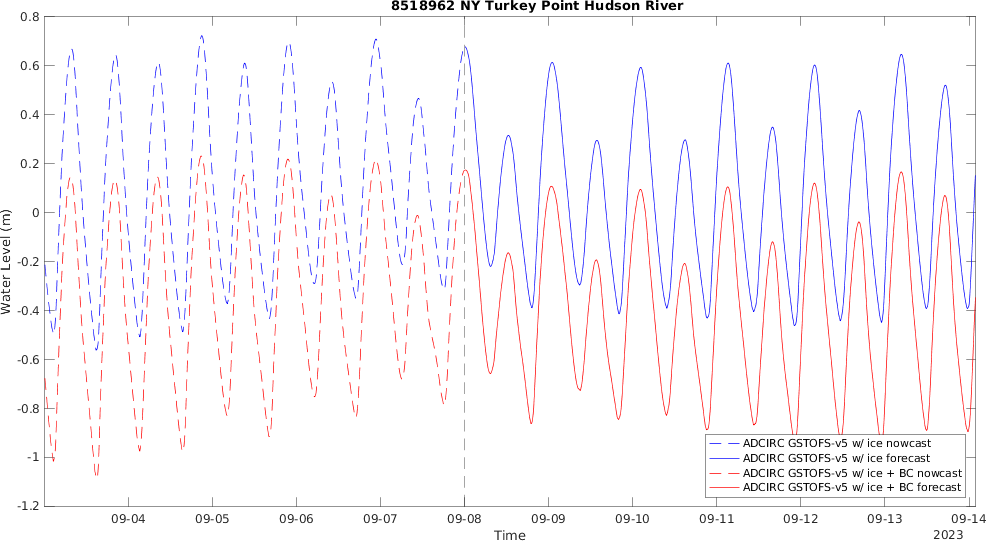 8518962 NY Turkey Point Hudson River
Water Level (m)
0.8
0.6
0.4
0.2
0
-0.2
-0.4
-0.6
-0.8
-1
-1.2
ADCIRC GSTOFS-v5 w/ ice nowcast
ADCIRC GSTOFS-v5 w/ ice forecast
ADCIRC GSTOFS-v5 w/ ice + BC nowcast
ADCIRC GSTOFS-v5 w/ ice + BC forecast
09-04 09-05 09-06 09-07 09-08 09-09 09-10 09-11 09-12 09-13 09-14
Time
2023